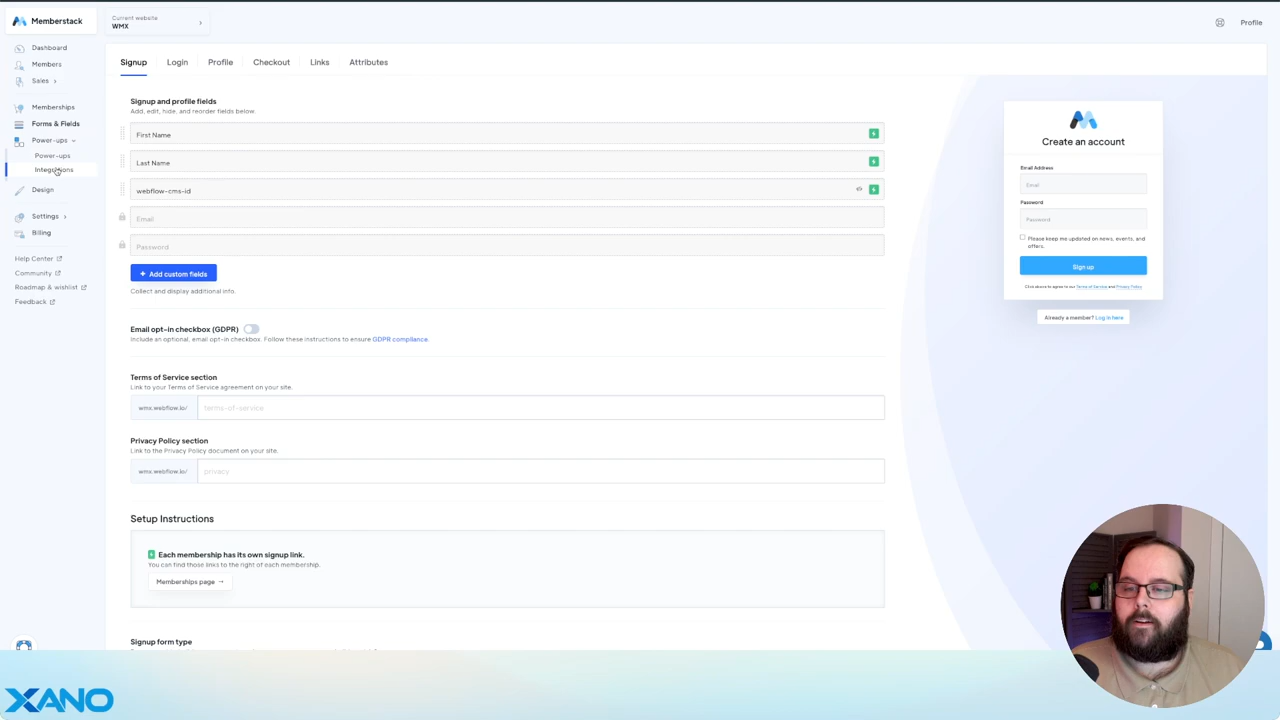 Memberstack
Current website
WMX
Profile
Dashboard
Members
Sales
Memberships
Forms & Fields
Power-ups
Power-ups
Integrations
Design
Settings
Billing
Help Center
Community
Roadmap & wishlist
Feedback
Signup
Login
Profile
Checkout
Links
Attributes
Signup and profile fields
Add, edit, hide, and reorder fields below.
First Name
Last Name
webflow-cms-id
Email
Password
+ Add custom fields
Collect and display additional info.
Email opt-in checkbox (GDPR)
Include an optional, email opt-in checkbox. Follow these instructions to ensure GDPR compliance.
Terms of Service section
Link to your Terms of Service agreement on your site.
wmx.webflow.io/ terms-of-service
Privacy Policy section
Link to the Privacy Policy document on your site.
wmx.webflow.io/ privacy
Setup Instructions
Each membership has its own signup link.
You can find those links to the right of each membership.
Memberships page →
Signup form type
Create an account
Email Address
Email
Password
Password
Please keep me updated on news, events, and
offers.
Sign up
Click above to agree to our Terms of Service and Privacy Policy
Already a member? Log in here
XANO